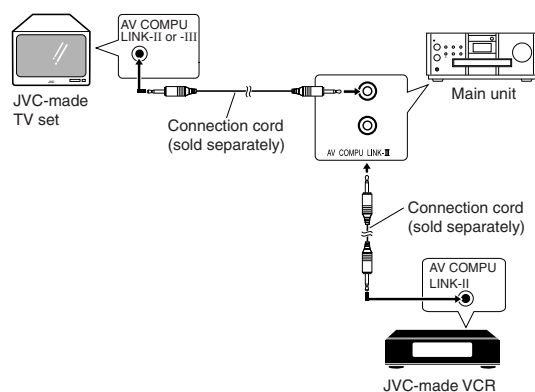 AV COMPU
LINK-II or -III
JVC
JVC-made
TV set
Connection cord
(sold separately)
Main unit
AV COMPU LINK-III
Connection cord
(sold separately)
AV COMPU
LINK-II
JVC-made VCR